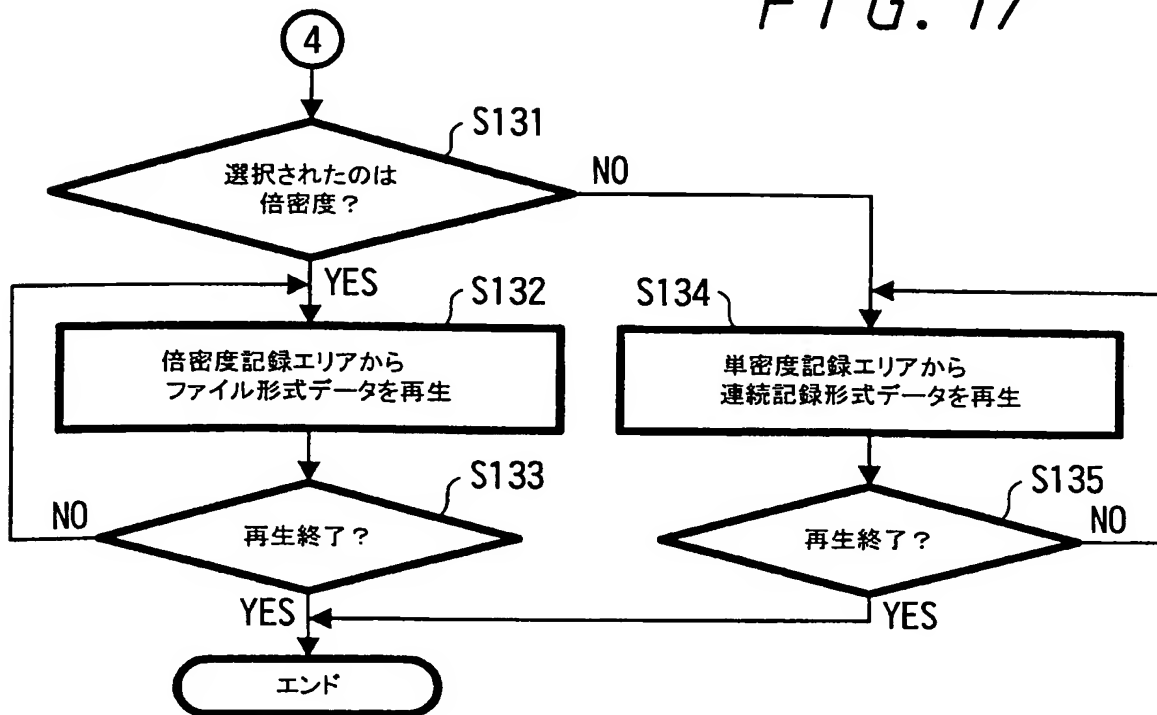 FIG. 17
4
S131
選択されたのは
倍密度？
NO
YES
S132
倍密度記録エリアから
ファイル形式データを再生
S134
単密度記録エリアから
連続記録形式データを再生
S133
再生終了？
NO
YES
S135
再生終了？
NO
YES
エンド